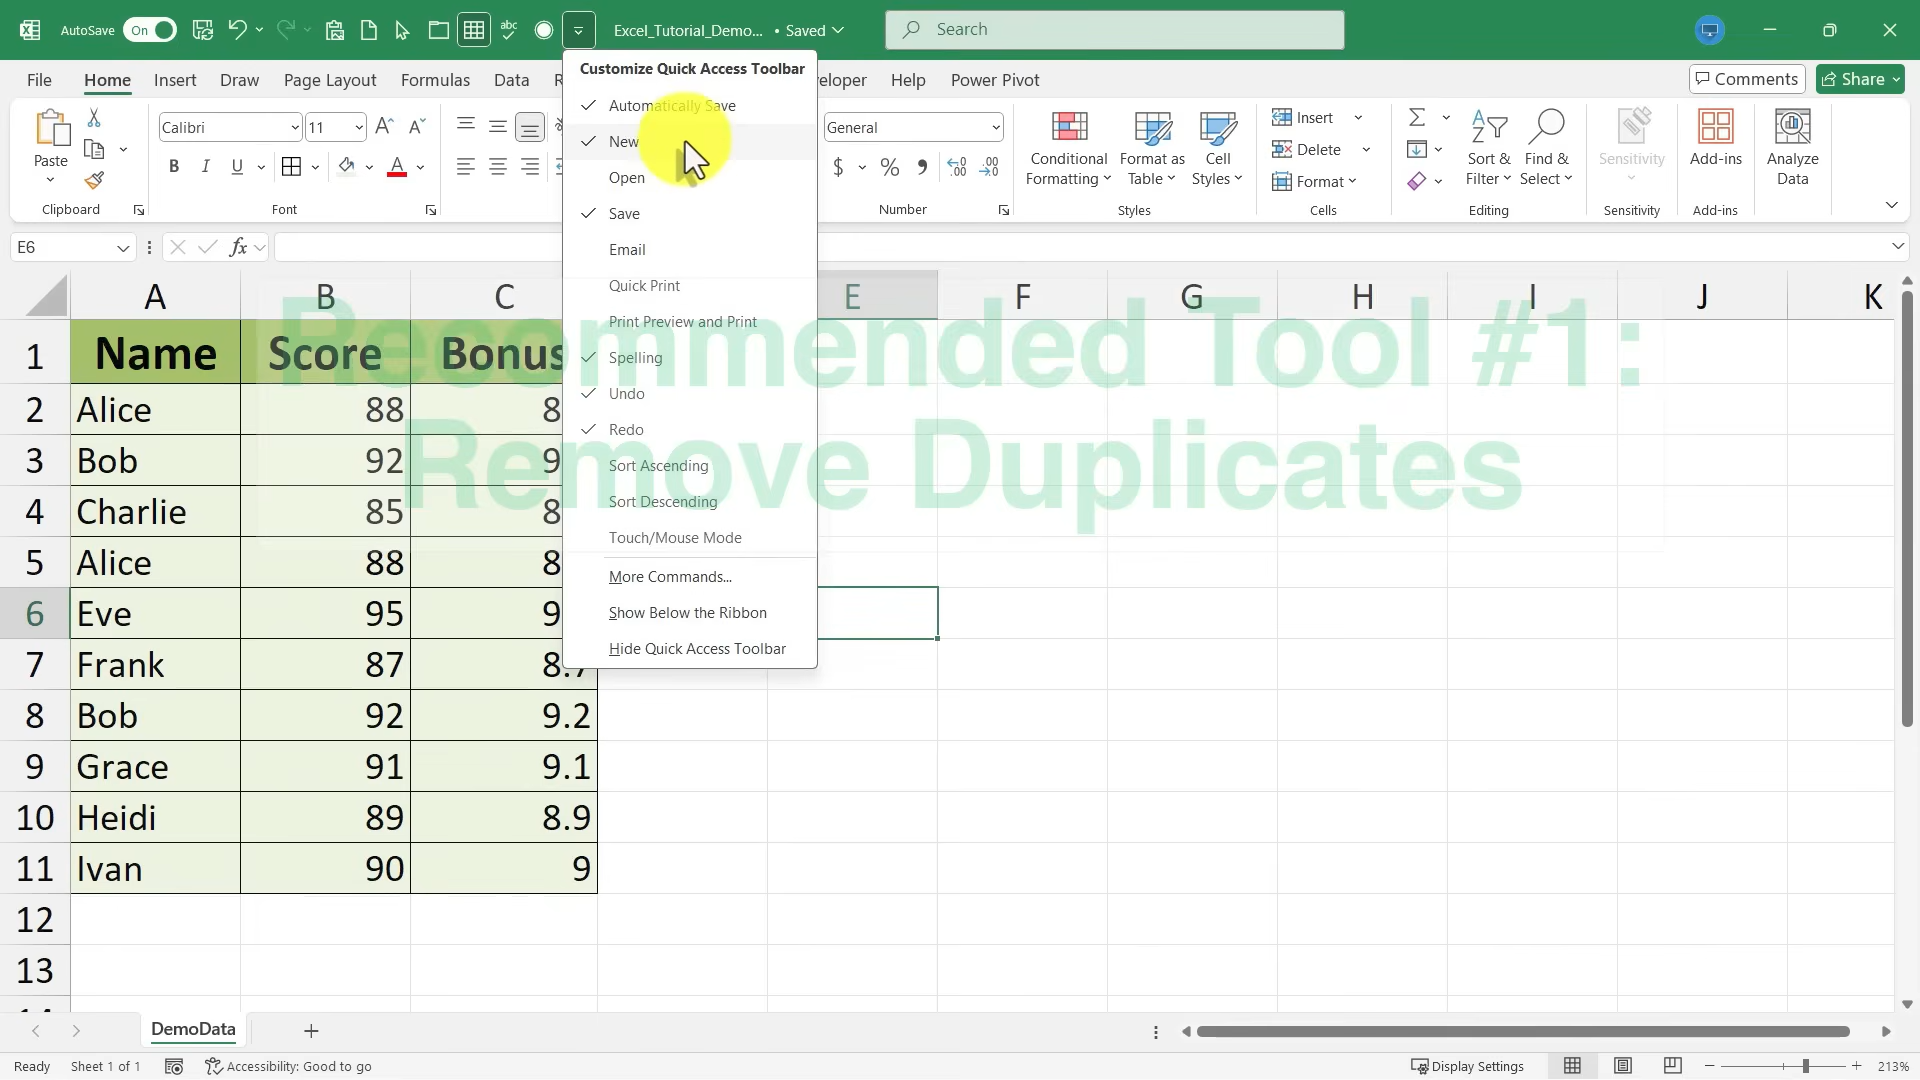 AutoSave On Excel_Tutorial_Demo... • Saved Search
File Home Insert Draw Page Layout Formulas Data Help Power Pivot Comments Share
Customize Quick Access Toolbar
Automatically Save
New
Open
Save
Email
Quick Print
Print Preview and Print
Spelling
Undo
Redo
Sort Ascending
Sort Descending
Touch/Mouse Mode
More Commands...
Show Below the Ribbon
Hide Quick Access Toolbar
Paste
Clipboard
Calibri 11
B I U
Font
General
$ % 9
Number
Conditional Formatting
Format as Table
Cell Styles
Styles
Insert
Delete
Format
Cells
Sort & Filter
Find & Select
Editing
Sensitivity
Sensitivity
Add-ins
Add-ins
Analyze Data
E6 fx
A B C E F G H I J K
Recommended Tool #1:
Remove Duplicates
1 Name Score Bonus
2 Alice 88 8
3 Bob 92 9
4 Charlie 85 8
5 Alice 88 8
6 Eve 95 9
7 Frank 87 8.7
8 Bob 92 9.2
9 Grace 91 9.1
10 Heidi 89 8.9
11 Ivan 90 9
12
13
DemoData
Ready Sheet 1 of 1 Accessibility: Good to go Display Settings 213%